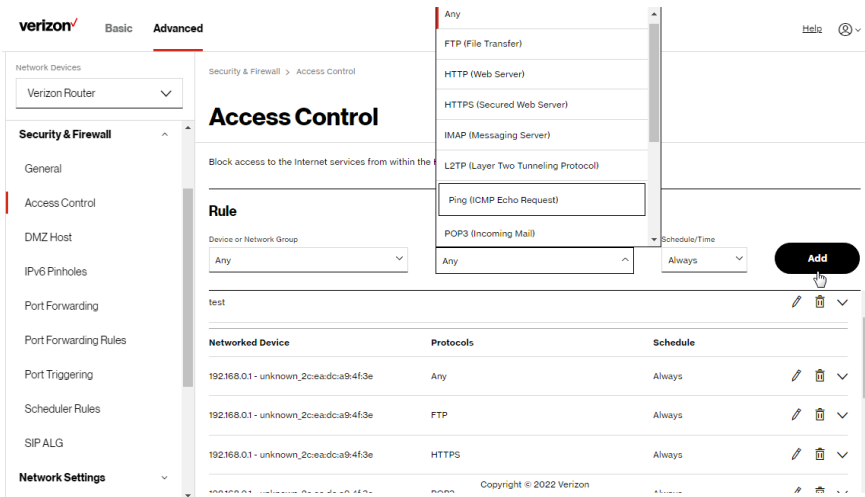 verizon
Basic
Advanced
Help
Network Devices
Verizon Router
Security & Firewall
General
Access Control
DMZ Host
IPv6 Pinholes
Port Forwarding
Port Forwarding Rules
Port Triggering
Scheduler Rules
SIP ALG
Network Settings
Security & Firewall > Access Control
Access Control
Block access to the Internet services from within the
Rule
Device or Network Group
Any
Any
FTP (File Transfer)
HTTP (Web Server)
HTTPS (Secured Web Server)
IMAP (Messaging Server)
L2TP (Layer Two Tunneling Protocol)
Ping (ICMP Echo Request)
POP3 (Incoming Mail)
Any
Schedule/Time
Always
Add
test
Networked Device Protocols Schedule
192.168.0.1 - unknown_2c:ea:dc:a9:4f:3e Any Always
192.168.0.1 - unknown_2c:ea:dc:a9:4f:3e FTP Always
192.168.0.1 - unknown_2c:ea:dc:a9:4f:3e HTTPS Always
Copyright © 2022 Verizon